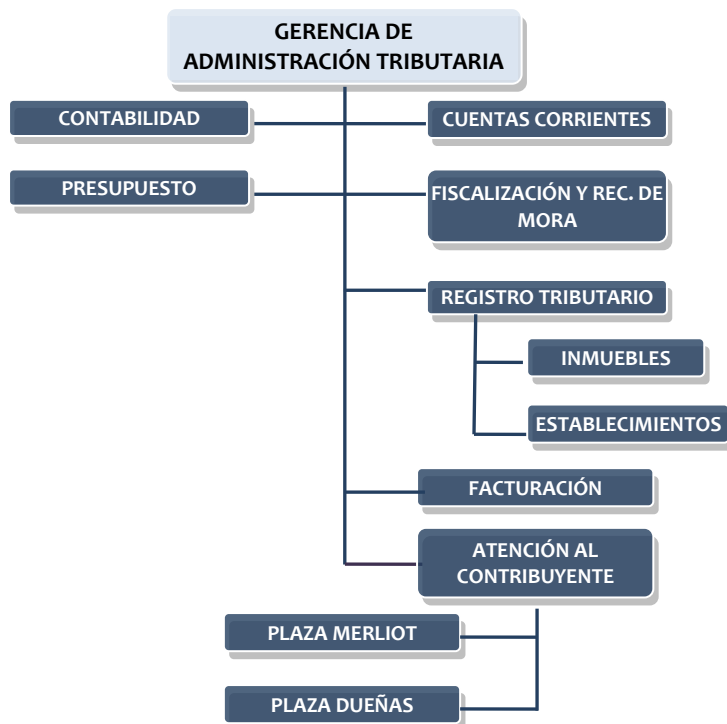 GERENCIA DE
ADMINISTRACIÓN TRIBUTARIA
CONTABILIDAD
CUENTAS CORRIENTES
PRESUPUESTO
FISCALIZACIÓN Y REC. DE
MORA
REGISTRO TRIBUTARIO
INMUEBLES
ESTABLECIMIENTOS
FACTURACIÓN
ATENCIÓN AL
CONTRIBUYENTE
PLAZA MERLIOT
PLAZA DUEÑAS